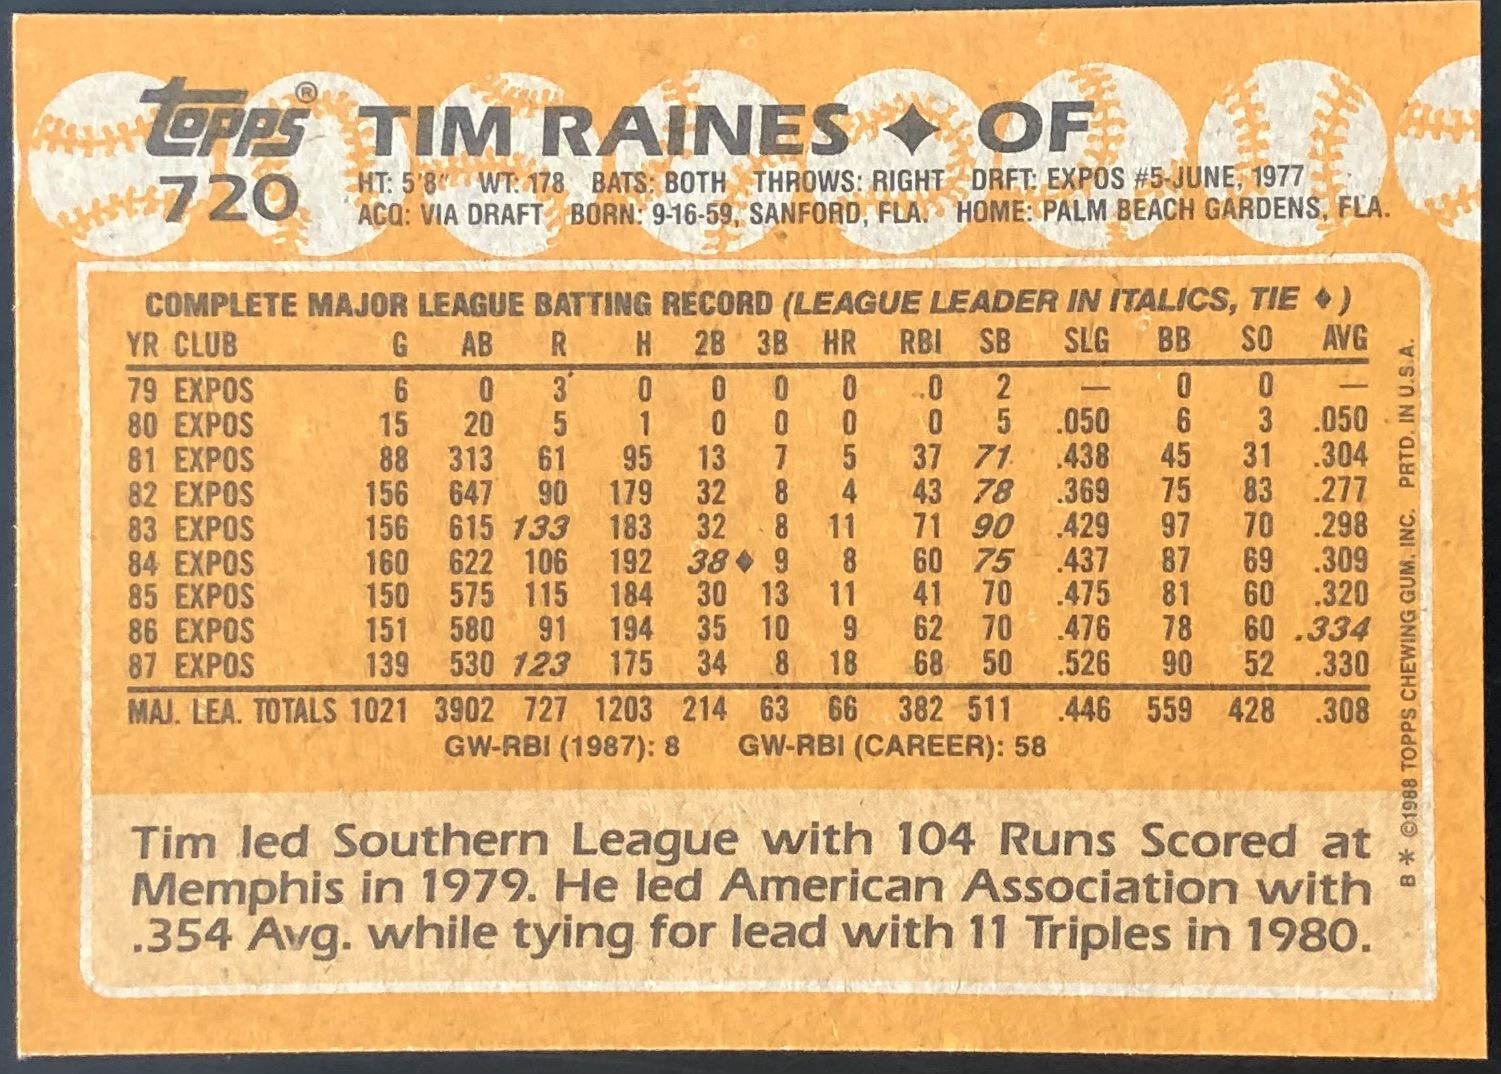 topps® TIM RAINES ♦ OF
720 HT: 5'8" WT: 178 BATS: BOTH THROWS: RIGHT DRFT: EXPOS #5-JUNE, 1977
ACQ: VIA DRAFT BORN: 9-16-59, SANFORD, FLA. HOME: PALM BEACH GARDENS, FLA.
COMPLETE MAJOR LEAGUE BATTING RECORD (LEAGUE LEADER IN ITALICS, TIE ♦)
YR CLUB G AB R H 2B 3B HR RBI SB SLG BB SO AVG
79 EXPOS 6 0 3 0 0 0 0 0 2 — 0 0 —
80 EXPOS 15 20 5 1 0 0 0 0 5 .050 6 3 .050
81 EXPOS 88 313 61 95 13 7 5 37 71 .438 45 31 .304
82 EXPOS 156 647 90 179 32 8 4 43 78 .369 75 83 .277
83 EXPOS 156 615 133 183 32 8 11 71 90 .429 97 70 .298
84 EXPOS 160 622 106 192 38♦ 9 8 60 75 .437 87 69 .309
85 EXPOS 150 575 115 184 30 13 11 41 70 .475 81 60 .320
86 EXPOS 151 580 91 194 35 10 9 62 70 .476 78 60 .334
87 EXPOS 139 530 123 175 34 8 18 68 50 .526 90 52 .330
MAJ. LEA. TOTALS 1021 3902 727 1203 214 63 66 382 511 .446 559 428 .308
GW-RBI (1987): 8 GW-RBI (CAREER): 58
Tim led Southern League with 104 Runs Scored at
Memphis in 1979. He led American Association with
.354 Avg. while tying for lead with 11 Triples in 1980.
B * ©1988 TOPPS CHEWING GUM, INC. PRTD. IN U.S.A.